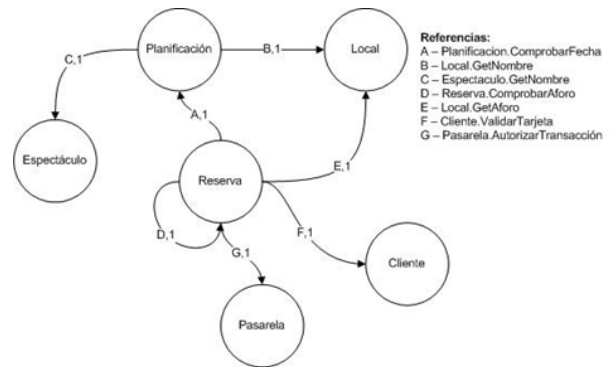 Planificación
B,1
Local
C,1
Referencias:
A – Planificacion.ComprobarFecha
B – Local.GetNombre
C – Espectaculo.GetNombre
D – Reserva.ComprobarAforo
E – Local.GetAforo
F – Cliente.ValidarTarjeta
G – Pasarela.AutorizarTransacción
A,1
Espectáculo
Reserva
E,1
D,1
F,1
G,1
Cliente
Pasarela